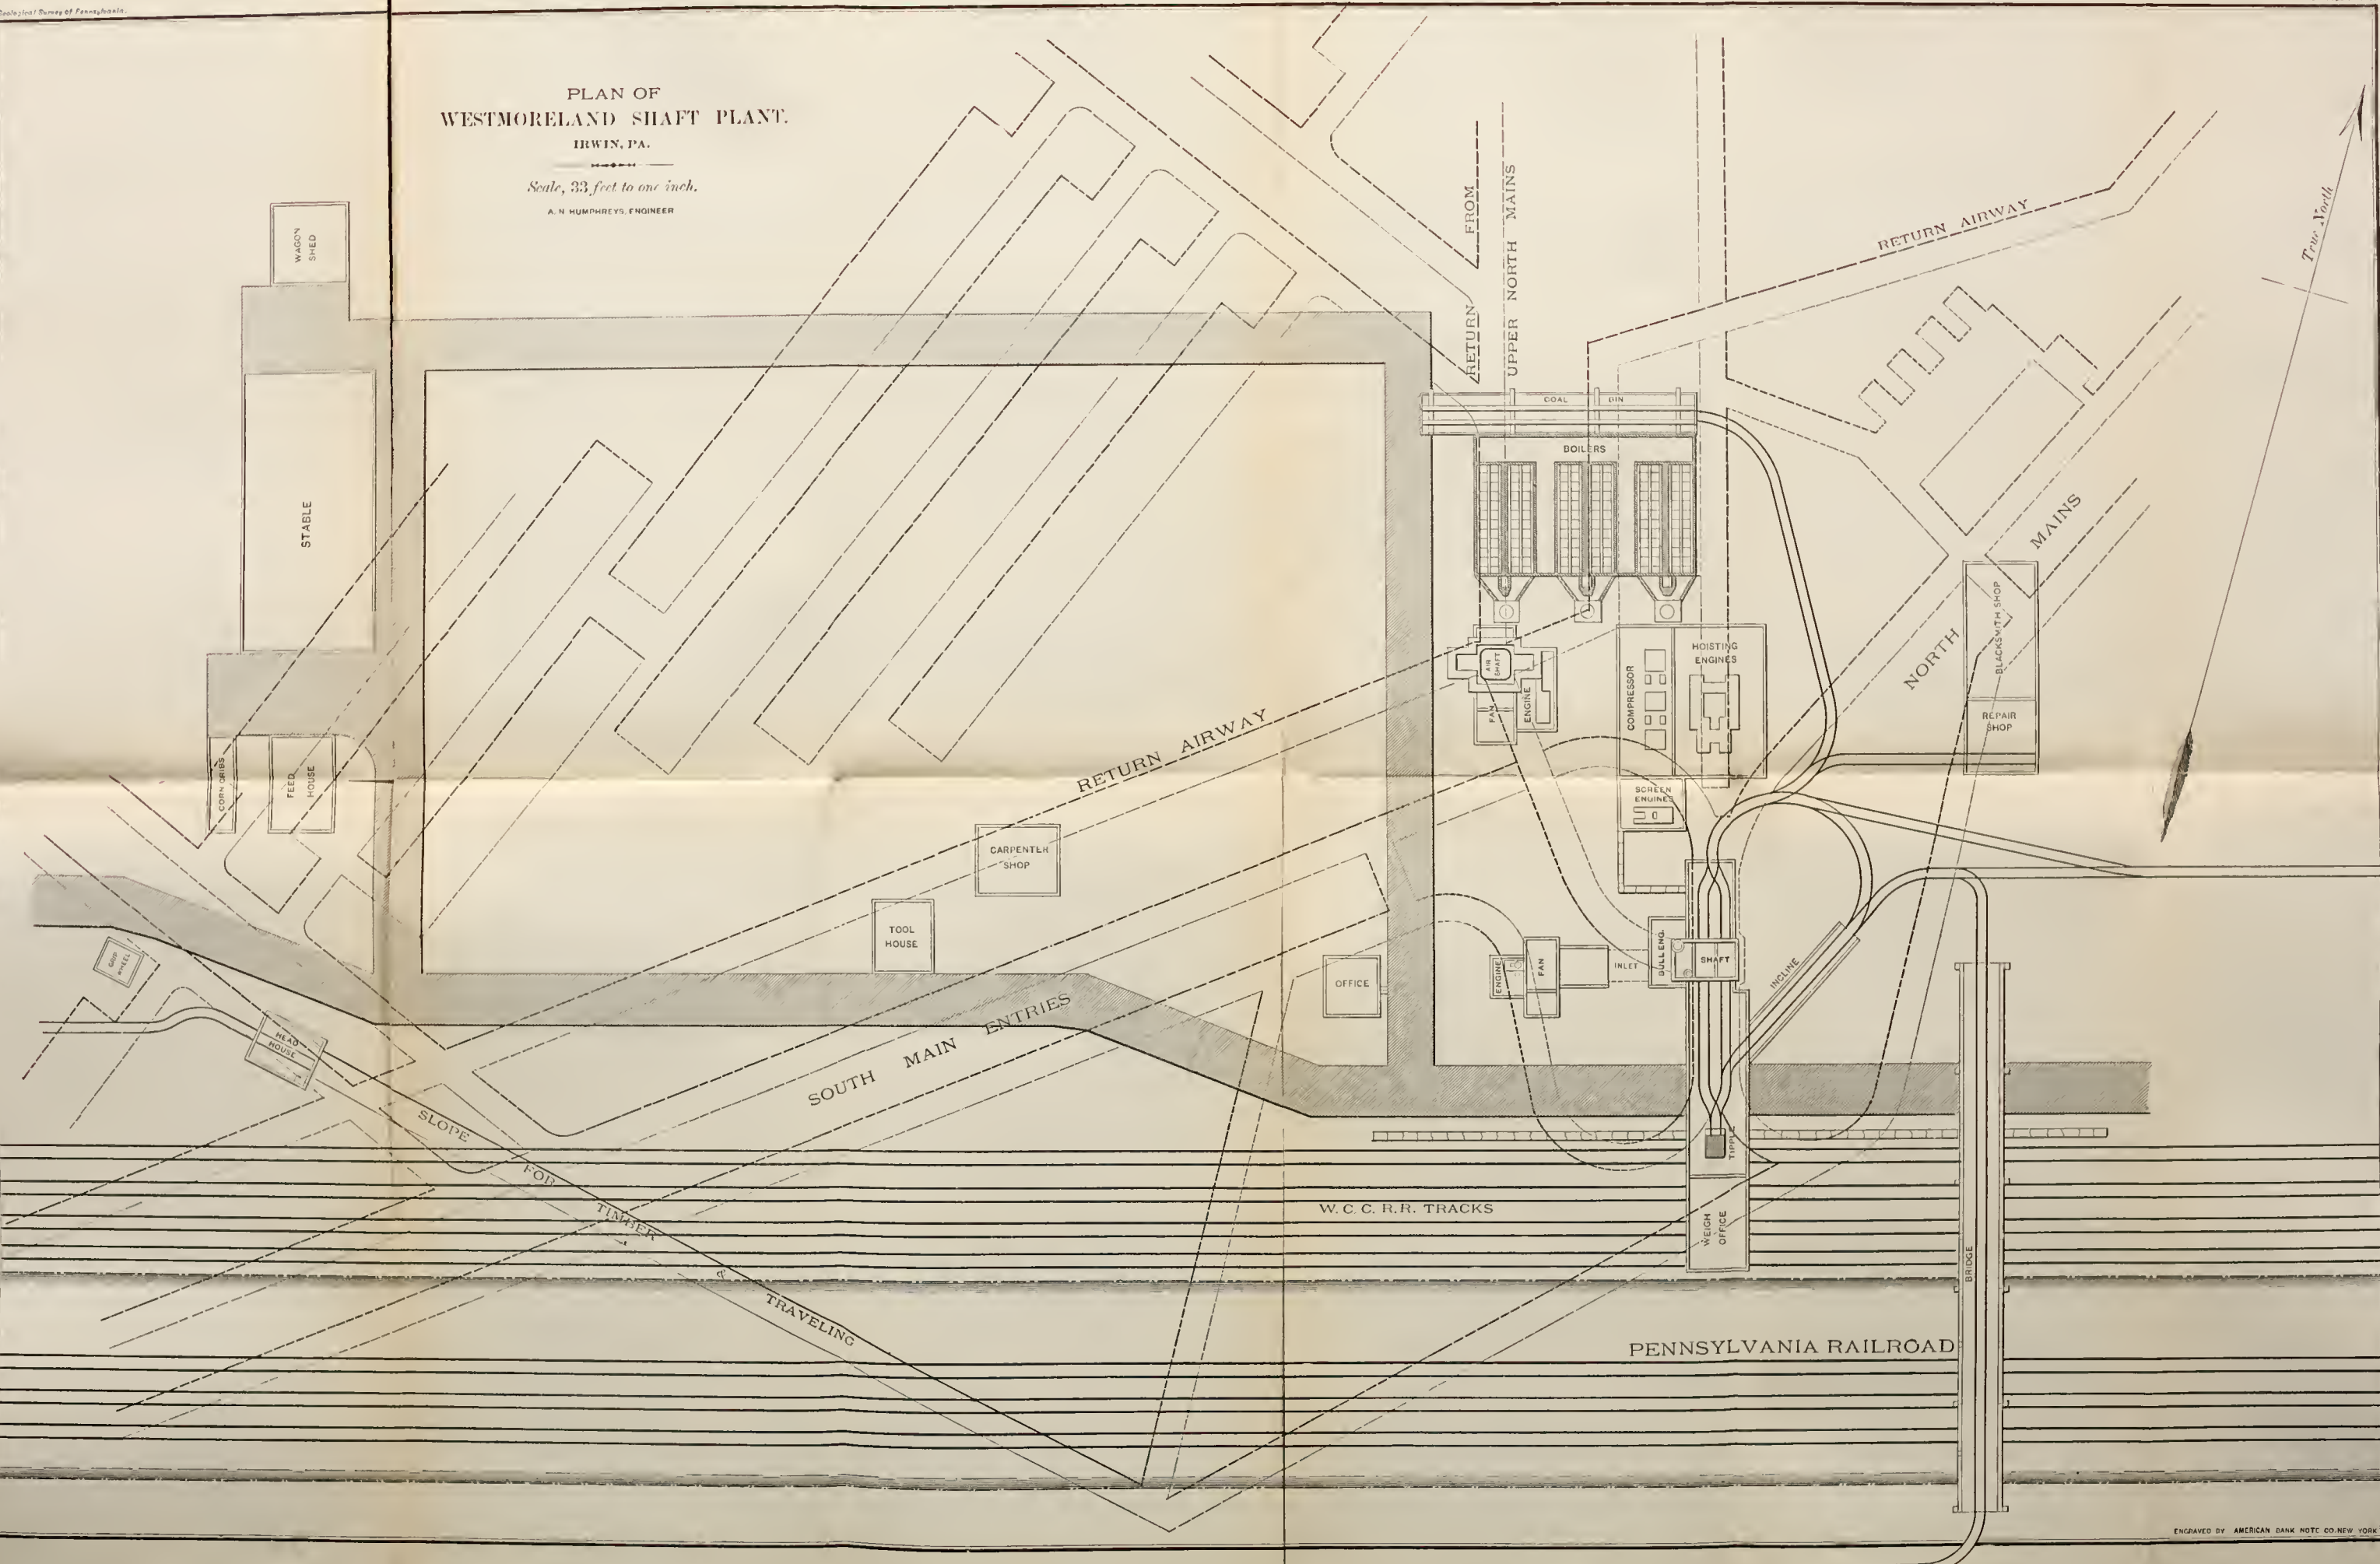 Geological Survey of Pennsylvania.
PLAN OF
WESTMORELAND SHAFT PLANT.
IRWIN, PA.
Scale, 33 feet to one inch.
A. N. HUMPHREYS, ENGINEER
WAGON
SHED
STABLE
CORN CRIBS
FEED
HOUSE
RETURN FROM
UPPER NORTH MAINS
RETURN AIRWAY
True North
COAL BIN
BOILERS
NORTH MAINS
BLACKSMITH SHOP
REPAIR
SHOP
AIR
SHAFT
FAN
ENGINE
COMPRESSOR
HOISTING
ENGINES
SCREEN
ENGINES
RETURN AIRWAY
CARPENTER
SHOP
TOOL
HOUSE
OFFICE
ENGINE
FAN
INLET
BULL ENG.
SHAFT
INCLINE
WHEEL
HEAD
HOUSE
SOUTH MAIN ENTRIES
SLOPE FOR TIMBER & TRAVELING
TIPPLE
W. C. C. R.R. TRACKS
WEIGH
OFFICE
BRIDGE
PENNSYLVANIA RAILROAD
ENGRAVED BY AMERICAN BANK NOTE CO. NEW YORK